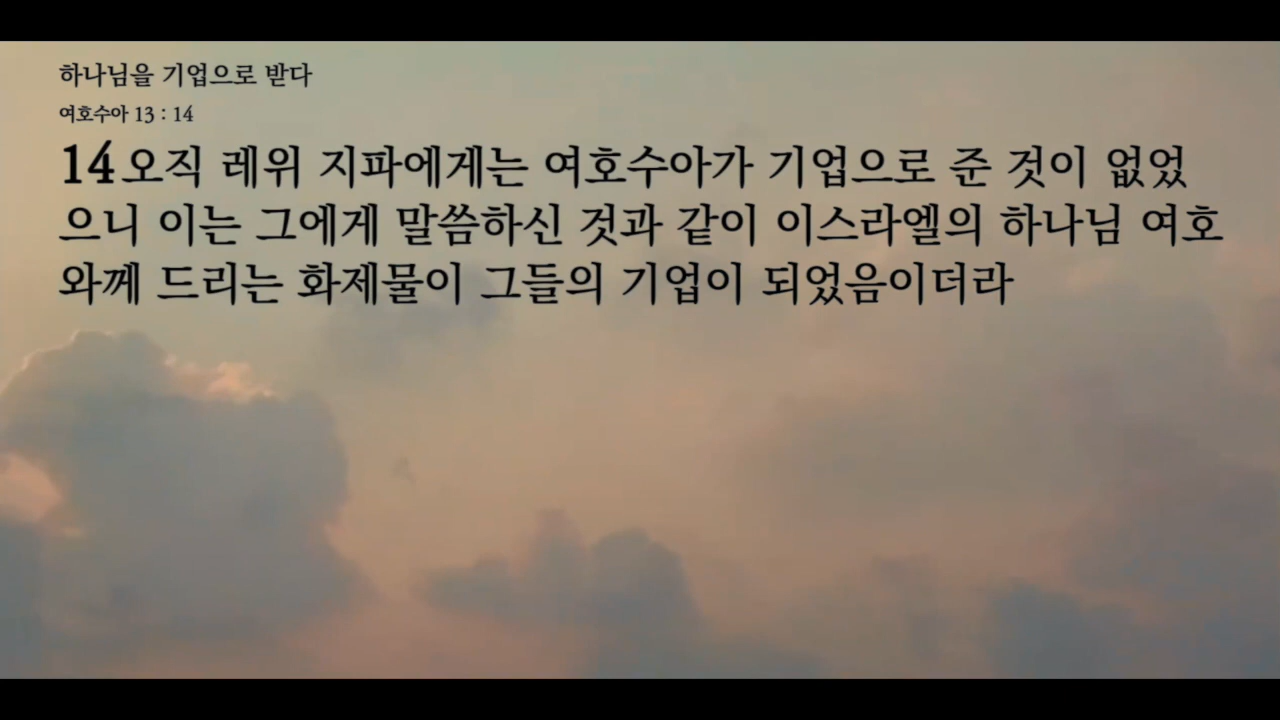 하나님을 기업으로 받다
여호수아 13 : 14
14오직 레위 지파에게는 여호수아가 기업으로 준 것이 없었
으니 이는 그에게 말씀하신 것과 같이 이스라엘의 하나님 여호
와께 드리는 화제물이 그들의 기업이 되었음이더라